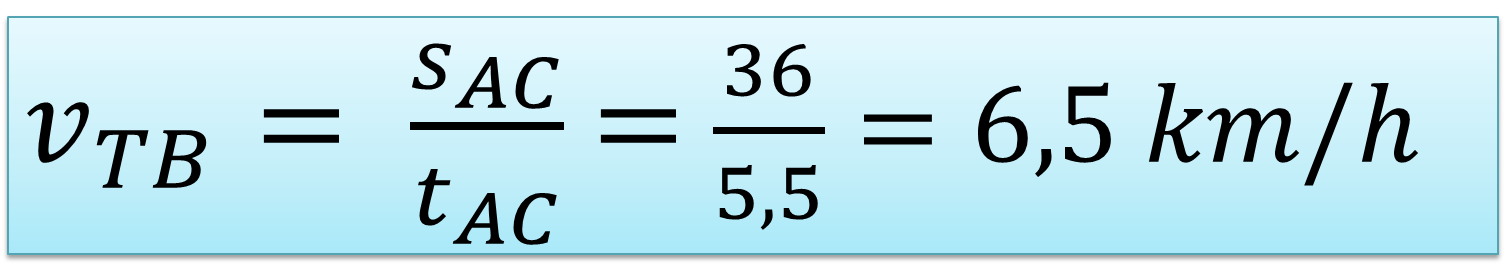 v_TB = s_AC / t_AC = 36 / 5,5 = 6,5 km/h